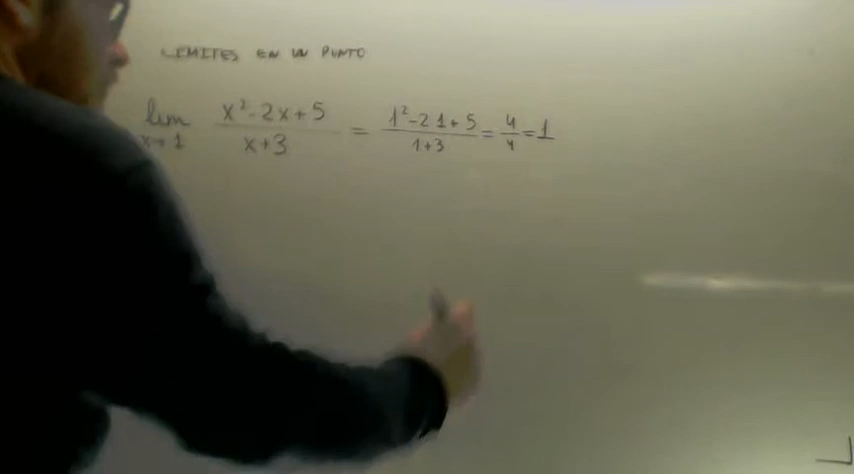 LIMITES EN UN PUNTO
lim x→1 x²-2x+5 / x+3 = 1²-2 1+5 / 1+3 = 4/4 = 1